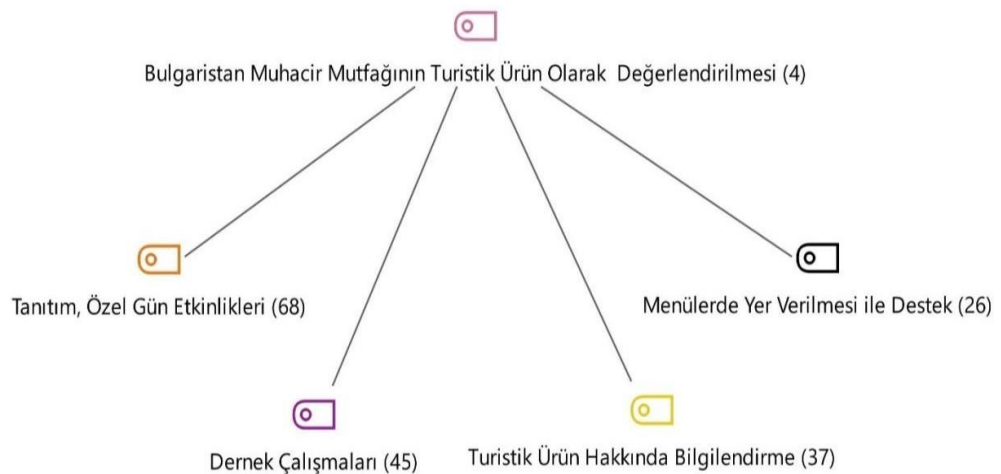 Bulgaristan Muhacir Mutfağının Turistik Ürün Olarak Değerlendirilmesi (4)
Tanıtım, Özel Gün Etkinlikleri (68)
Menülerde Yer Verilmesi ile Destek (26)
Dernek Çalışmaları (45)
Turistik Ürün Hakkında Bilgilendirme (37)